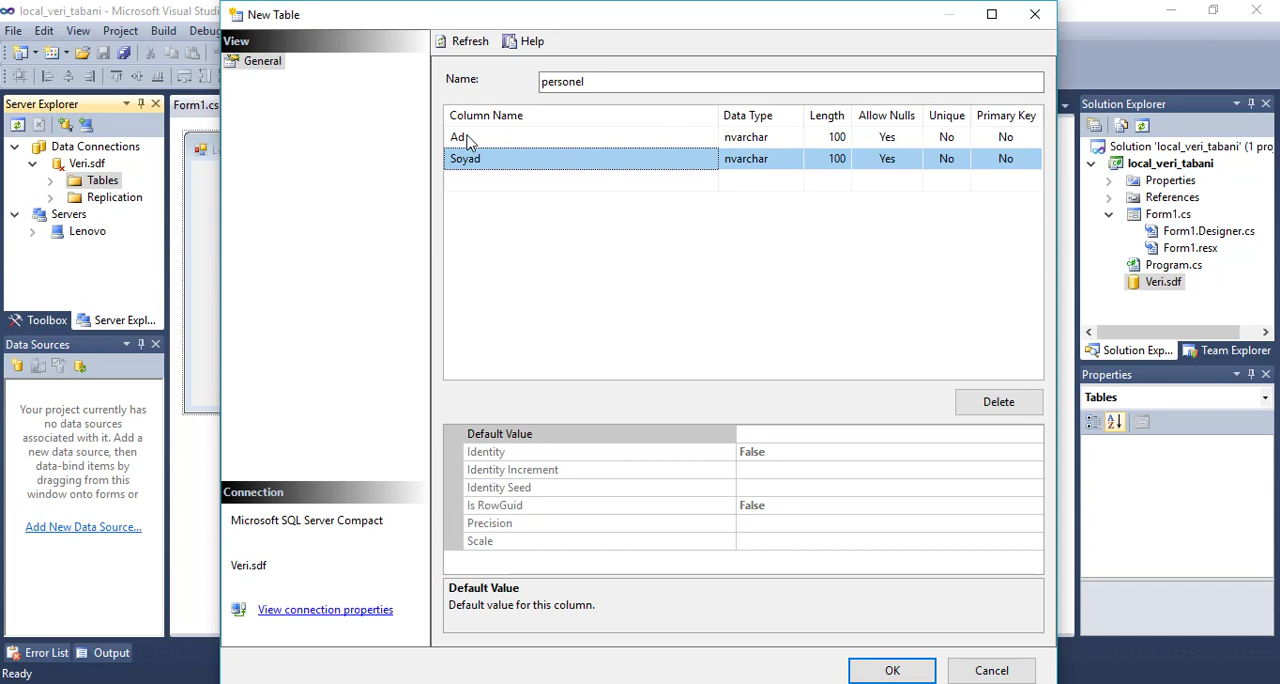 local_veri_tabani - Microsoft Visual Studi
File Edit View Project Build Debu
Server Explorer
Data Connections
Veri.sdf
Tables
Replication
Servers
Lenovo
Toolbox Server Expl...
Data Sources
Your project currently has
no data sources
associated with it. Add a
new data source, then
data-bind items by
dragging from this
window onto forms or
Add New Data Source...
Error List Output
Ready
Form1.cs
New Table
View
General
Connection
Microsoft SQL Server Compact
Veri.sdf
View connection properties
Refresh Help
Name: personel
Column Name Data Type Length Allow Nulls Unique Primary Key
Ad nvarchar 100 Yes No No
Soyad nvarchar 100 Yes No No
Delete
Default Value
Identity False
Identity Increment
Identity Seed
Is RowGuid False
Precision
Scale
Default Value
Default value for this column.
OK Cancel
Solution Explorer
Solution 'local_veri_tabani' (1 proj
local_veri_tabani
Properties
References
Form1.cs
Form1.Designer.cs
Form1.resx
Program.cs
Veri.sdf
Solution Exp... Team Explorer
Properties
Tables